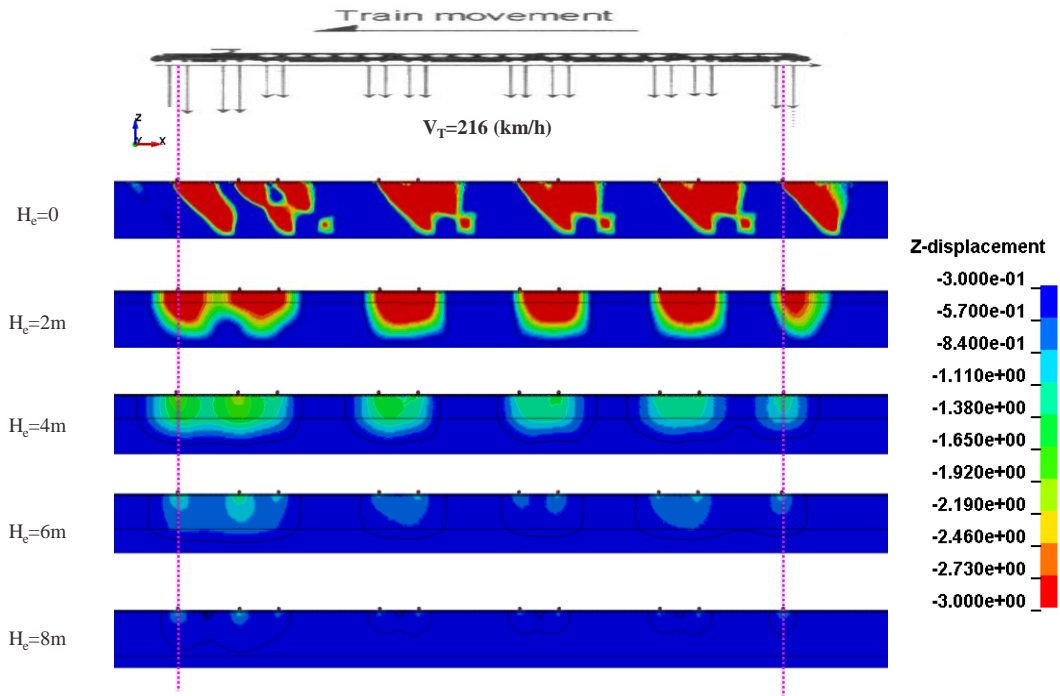 Train movement
V_T=216 (km/h)
Z
Y X
H_e=0
H_e=2m
H_e=4m
H_e=6m
H_e=8m
Z-displacement
-3.000e-01
-5.700e-01
-8.400e-01
-1.110e+00
-1.380e+00
-1.650e+00
-1.920e+00
-2.190e+00
-2.460e+00
-2.730e+00
-3.000e+00